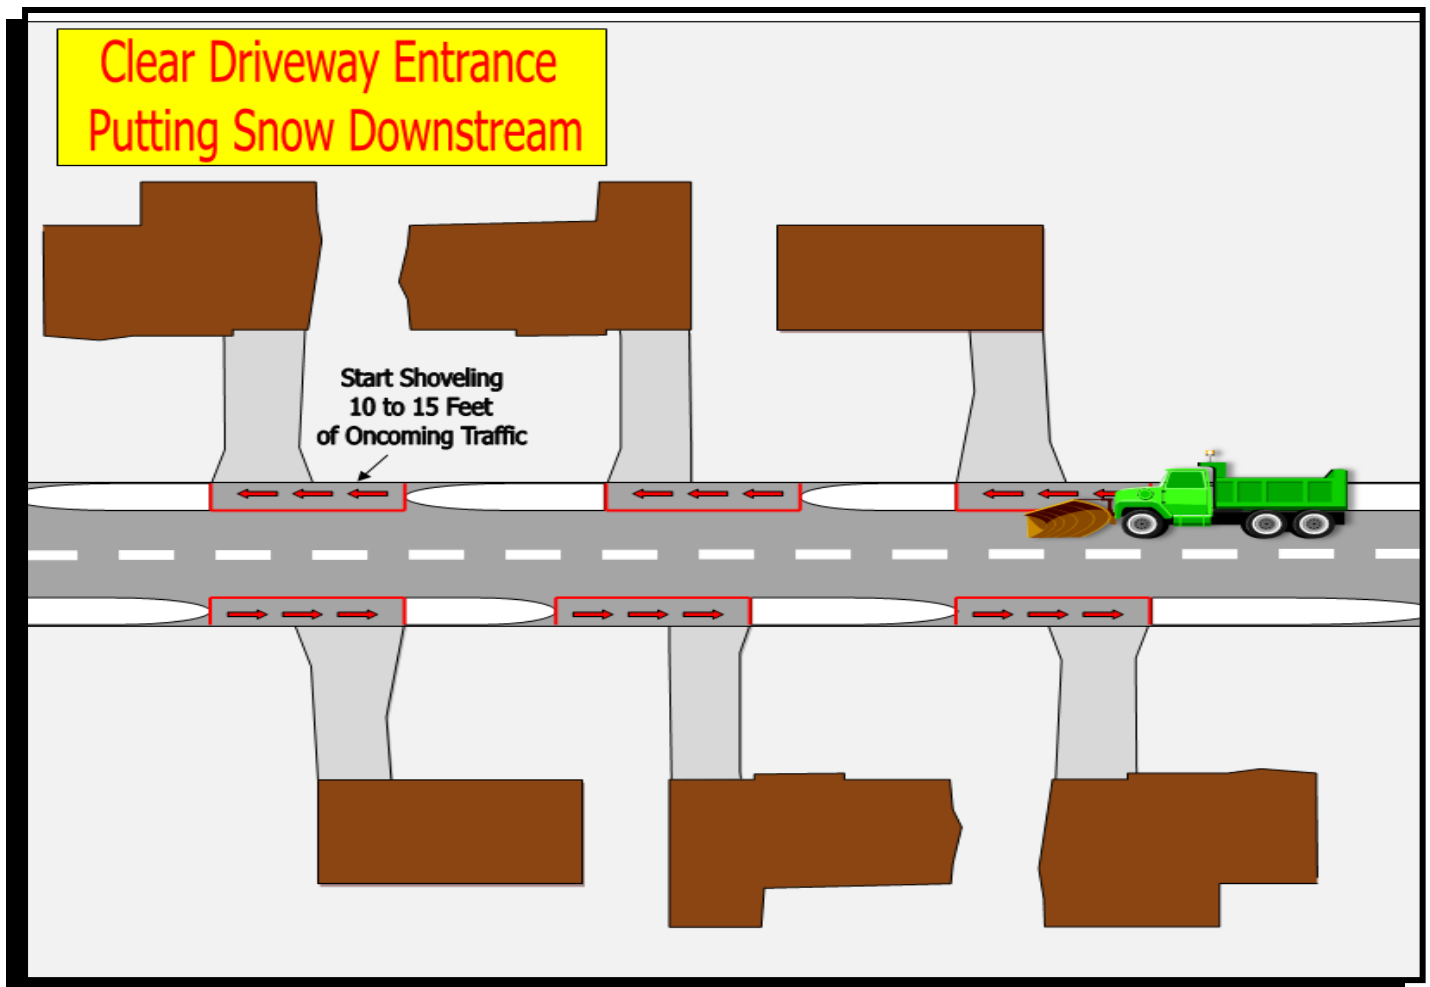 Clear Driveway Entrance
Putting Snow Downstream
Start Shoveling
10 to 15 Feet
of Oncoming Traffic